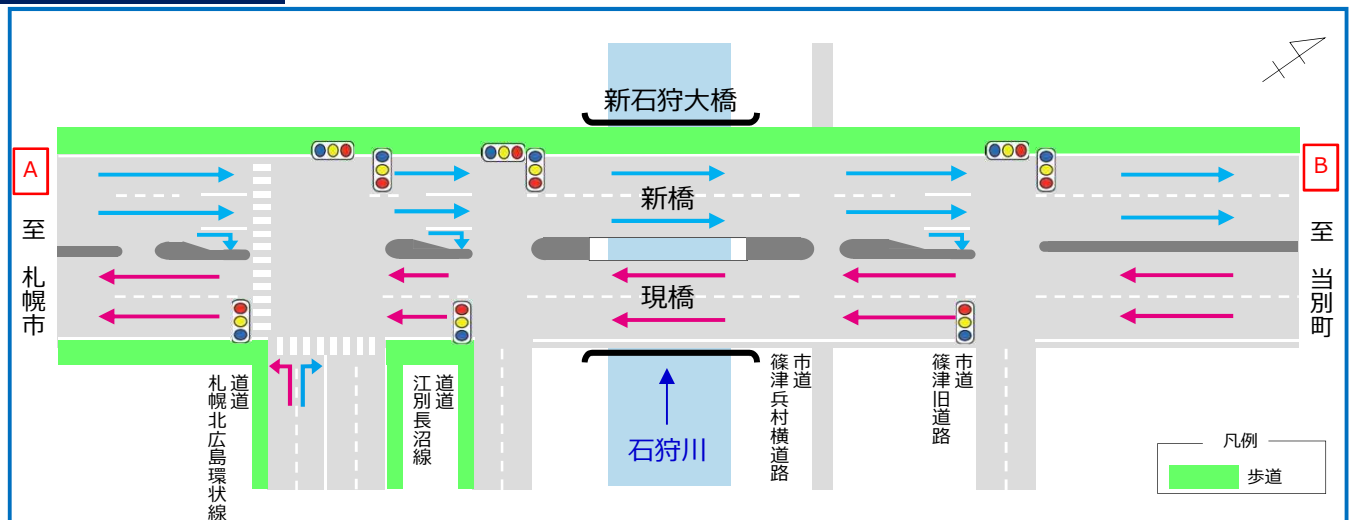 新石狩大橋
A
至 札幌市
新橋
現橋
B
至 当別町
道道
札幌北広島環状線
道道
江別長沼線
石狩川
市道
篠津兵村横道路
市道
篠津旧道路
凡例
歩道